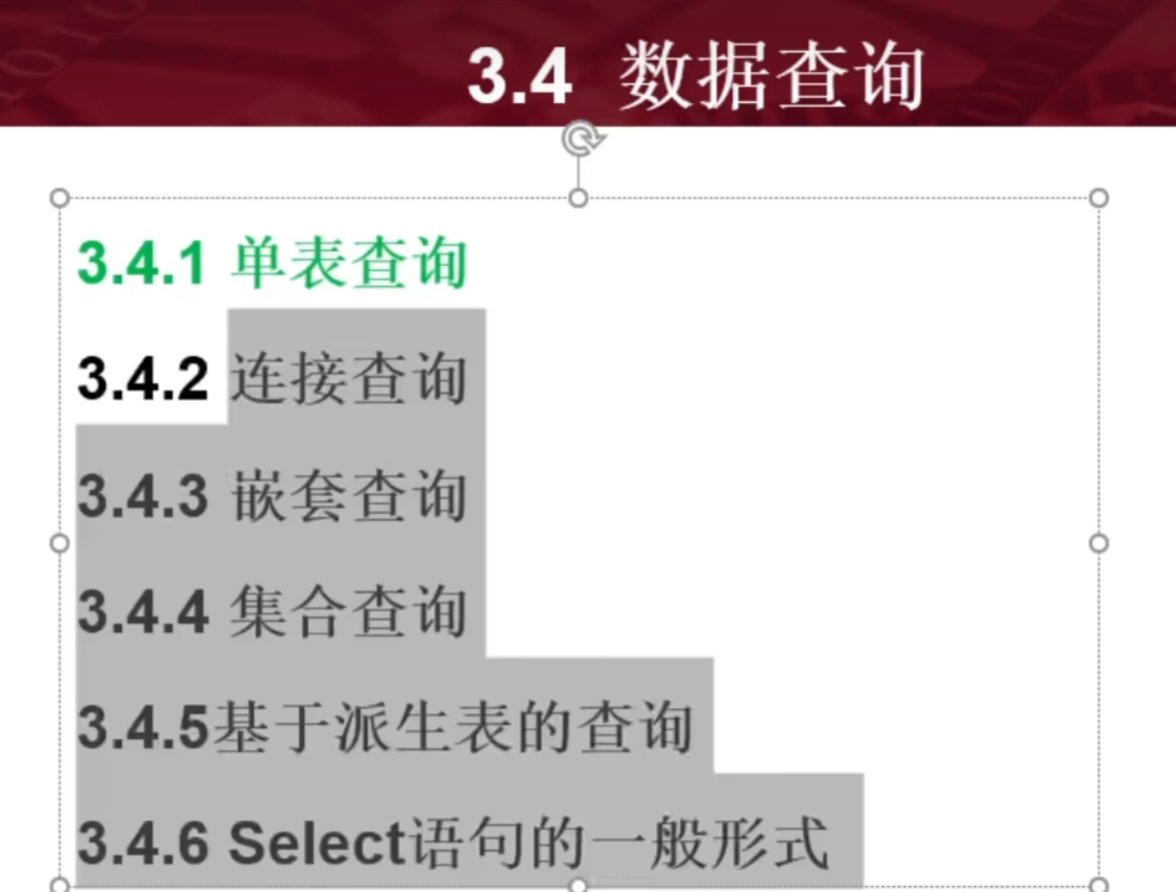 3.4 数据查询
3.4.1 单表查询
3.4.2 连接查询
3.4.3 嵌套查询
3.4.4 集合查询
3.4.5基于派生表的查询
3.4.6 Select语句的一般形式